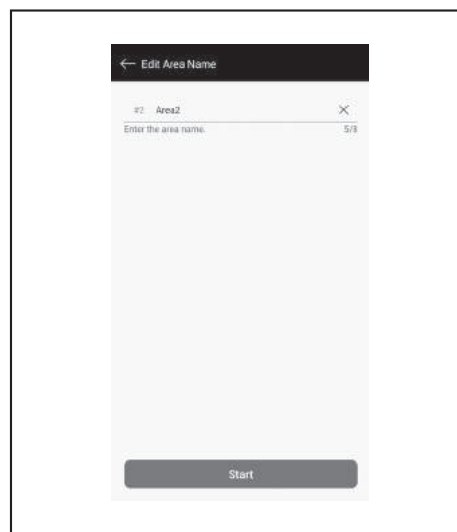 ← Edit Area Name
#2 Area2 ×
Enter the area name. 5/8
Start